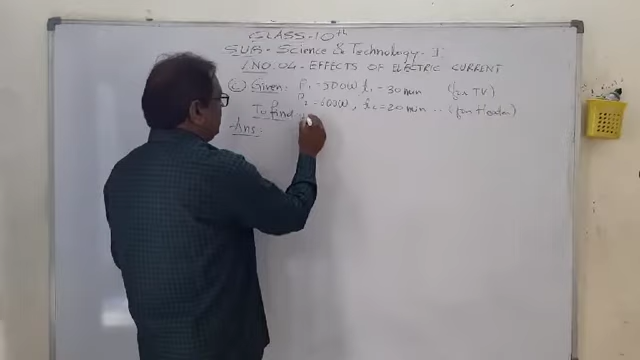 CLASS-10th
SUB- Science & Technology-I
L.NO.04- EFFECTS OF ELECTRIC CURRENT
Given: P1 = 500W t1 = 30 min (for TV)
P2 = 600W, t2 = 20 min .. (for Heater)
To find
Ans: